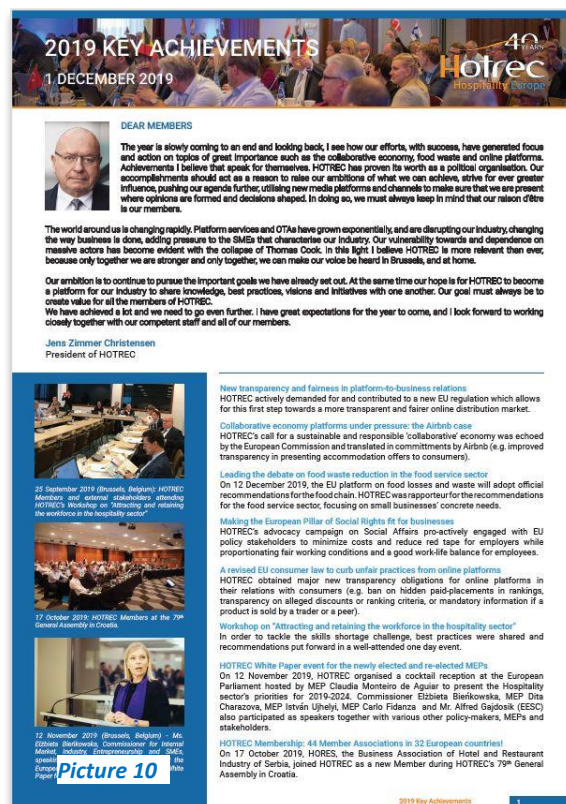 2019 KEY ACHIEVEMENTS
1 DECEMBER 2019
40
YEARS
Hotrec
Hospitality Europe
DEAR MEMBERS
The year is slowly coming to an end and looking back, I see how our efforts, with success, have generated focus
and action on topics of great importance such as the collaborative economy, food waste and online platforms.
Achievements I believe that speak for themselves. HOTREC has proven its worth as a political organisation. Our
accomplishments should act as a reason to raise our ambitions of what we can achieve, strive for ever greater
influence, pushing our agenda further, utilising new media platforms and channels to make sure that we are present
where opinions are formed and decisions shaped. In doing so, we must always keep in mind that our raison d'être
is our members.
The world around us is changing rapidly. Platform services and OTAs have grown exponentially, and are disrupting our industry, changing
the way business is done, adding pressure to the SMEs that characterise our industry. Our vulnerability towards and dependence on
massive actors has become evident with the collapse of Thomas Cook. In this light I believe HOTREC is more relevant than ever,
because only together we are stronger and only together, we can make our voice be heard in Brussels, and at home.
Our ambition is to continue to pursue the important goals we have already set out. At the same time our hope is for HOTREC to become
a platform for our industry to share knowledge, best practices, visions and initiatives with one another. Our goal must always be to
create value for all the members of HOTREC.
We have achieved a lot and we need to go even further. I have great expectations for the year to come, and I look forward to working
closely together with our competent staff and all of our members.
Jens Zimmer Christensen
President of HOTREC
25 September 2019 (Brussels, Belgium): HOTREC
Members and external stakeholders attending
HOTREC's Workshop on "Attracting and retaining
the workforce in the hospitality sector"
17 October 2019: HOTREC Members at the 79th
General Assembly in Croatia.
12 November 2019 (Brussels, Belgium) - Ms.
Elżbieta Bieńkowska, Commissioner for Internal
Market, Industry, Entrepreneurship and SMEs,
the
White
Picture 10
New transparency and fairness in platform-to-business relations
HOTREC actively demanded for and contributed to a new EU regulation which allows
for this first step towards a more transparent and fairer online distribution market.
Collaborative economy platforms under pressure: the Airbnb case
HOTREC's call for a sustainable and responsible 'collaborative' economy was echoed
by the European Commission and translated in committments by Airbnb (e.g. improved
transparency in presenting accommodation offers to consumers).
Leading the debate on food waste reduction in the food service sector
On 12 December 2019, the EU platform on food losses and waste will adopt official
recommendations for the food chain. HOTREC was rapporteur for the recommendations
for the food service sector, focusing on small businesses' concrete needs.
Making the European Pillar of Social Rights fit for businesses
HOTREC's advocacy campaign on Social Affairs pro-actively engaged with EU
policy stakeholders to minimize costs and reduce red tape for employers while
proportionating fair working conditions and a good work-life balance for employees.
A revised EU consumer law to curb unfair practices from online platforms
HOTREC obtained major new transparency obligations for online platforms in
their relations with consumers (e.g. ban on hidden paid-placements in rankings,
transparency on alleged discounts or ranking criteria, or mandatory information if a
product is sold by a trader or a peer).
Workshop on "Attracting and retaining the workforce in the hospitality sector"
In order to tackle the skills shortage challenge, best practices were shared and
recommendations put forward in a well-attended one day event.
HOTREC White Paper event for the newly elected and re-elected MEPs
On 12 November 2019, HOTREC organised a cocktail reception at the European
Parliament hosted by MEP Claudia Monteiro de Aguiar to present the Hospitality
sector's priorities for 2019-2024. Commissioner Elżbieta Bieńkowska, MEP Dita
Charazova, MEP István Ujhelyi, MEP Carlo Fidanza and Mr. Alfred Gajdosik (EESC)
also participated as speakers together with various other policy-makers, MEPs and
stakeholders.
HOTREC Membership: 44 Member Associations in 32 European countries!
On 17 October 2019, HORES, the Business Association of Hotel and Restaurant
Industry of Serbia, joined HOTREC as a new Member during HOTREC's 79th General
Assembly in Croatia.
2019 Key Achievements
1